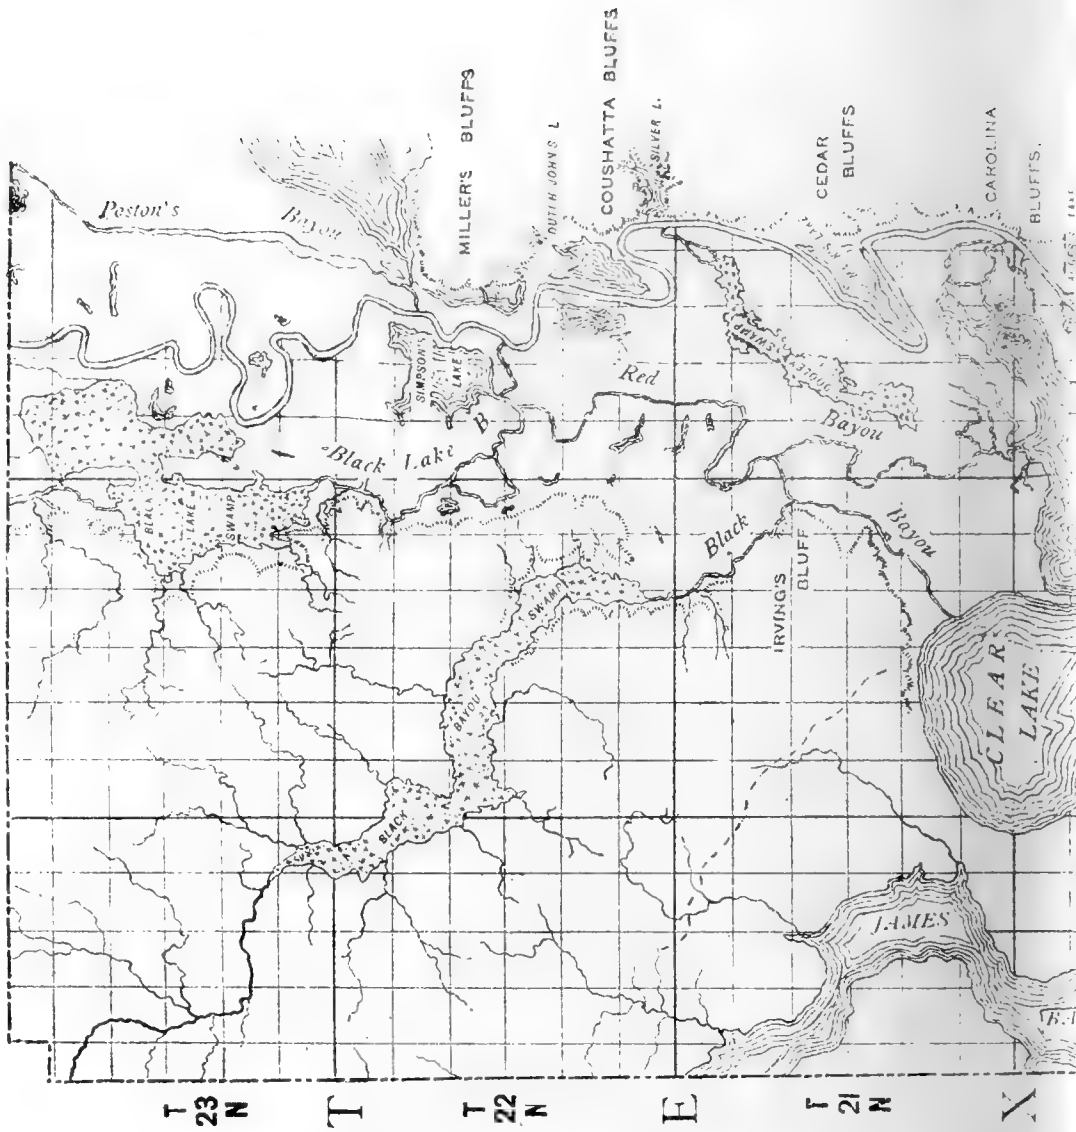 Poston's
Bayou
MILLER'S BLUFFS
DUTCH JOHNS L
COUSHATTA BLUFFS
SILVER L.
CEDAR
BLUFFS
CAROLINA
BLUFFS.
SIMPSON
LAKE
Black Lake B.
BLACK
LAKE
SWAMP
Red
Bayou
SWAMP
Black
Bayou
IRVING'S
BLUFF
BLACK
BAYOU
SWAMP
CLEAR
LAKE
JAMES
T
23
N
T
T
22
N
E
T
21
N
X